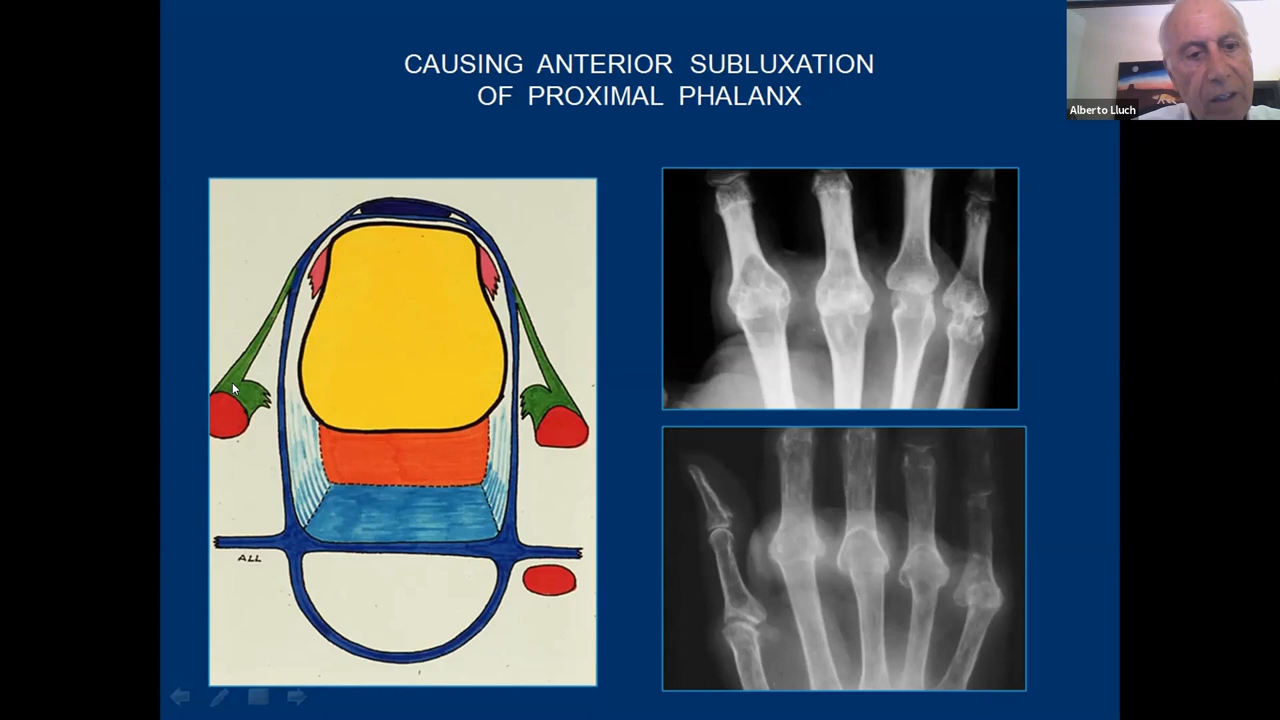 CAUSING ANTERIOR SUBLUXATION
OF PROXIMAL PHALANX
Alberto Lluch
ALL